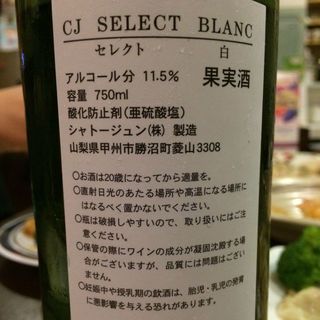 CJ SELECT BLANC
セレクト 白
アルコール分 11.5% 果実酒
容量 750ml
酸化防止剤(亜硫酸塩)
シャトージュン(株) 製造
山梨県甲州市勝沼町菱山3308
○お酒は20歳になってから適量を。
○直射日光のあたる場所や高温になる場所に
はなるべく置かないでください。
○瓶は破損しやすいので、取り扱いにはご注
意ください。
○保管の際にワインの成分が凝固沈殿する場
合がございますが、品質には問題はござい
ません。
○妊娠中や授乳期の飲酒は、胎児・乳児の発育
に悪影響を与える恐れがあります。